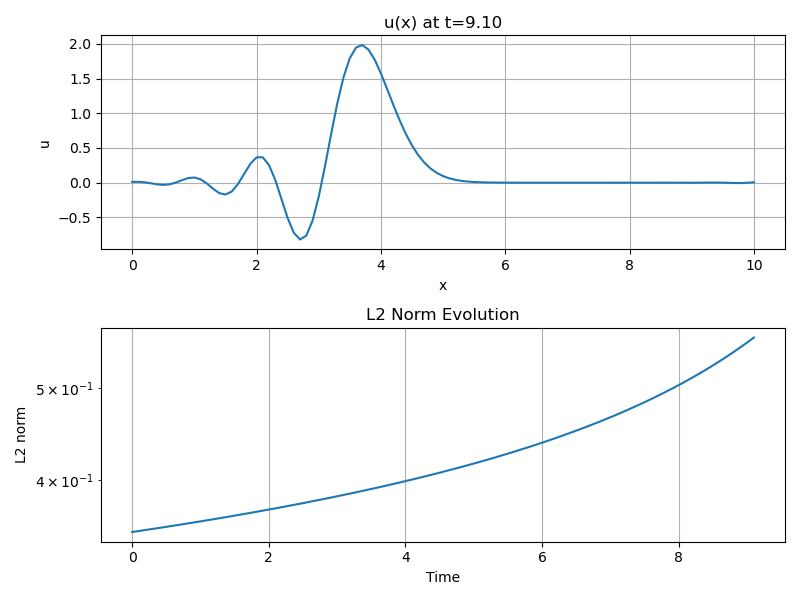 u(x) at t=9.10
2.0
1.5
1.0
0.5
0.0
−0.5
u
0 2 4 6 8 10
x
L2 Norm Evolution
5 × 10⁻¹
4 × 10⁻¹
L2 norm
0 2 4 6 8
Time